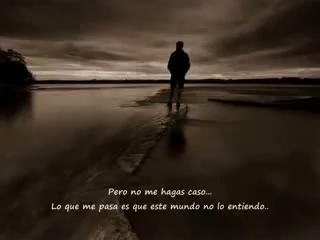 Pero no me hagas caso...
Lo que me pasa es que este mundo no lo entiendo..